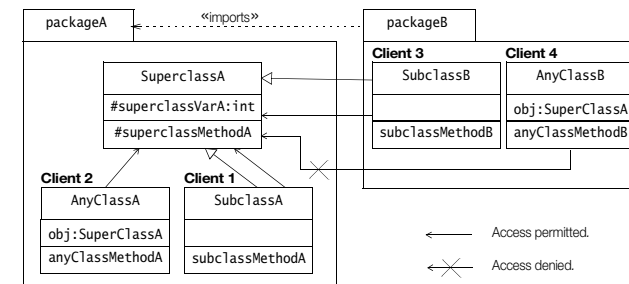 packageA
«imports»
packageB
Client 3
Client 4
SuperclassA
#superclassVarA:int
#superclassMethodA
SubclassB
subclassMethodB
AnyClassB
obj:SuperClassA
anyClassMethodB
Client 2
Client 1
AnyClassA
obj:SuperClassA
anyClassMethodA
SubclassA
subclassMethodA
Access permitted.
Access denied.